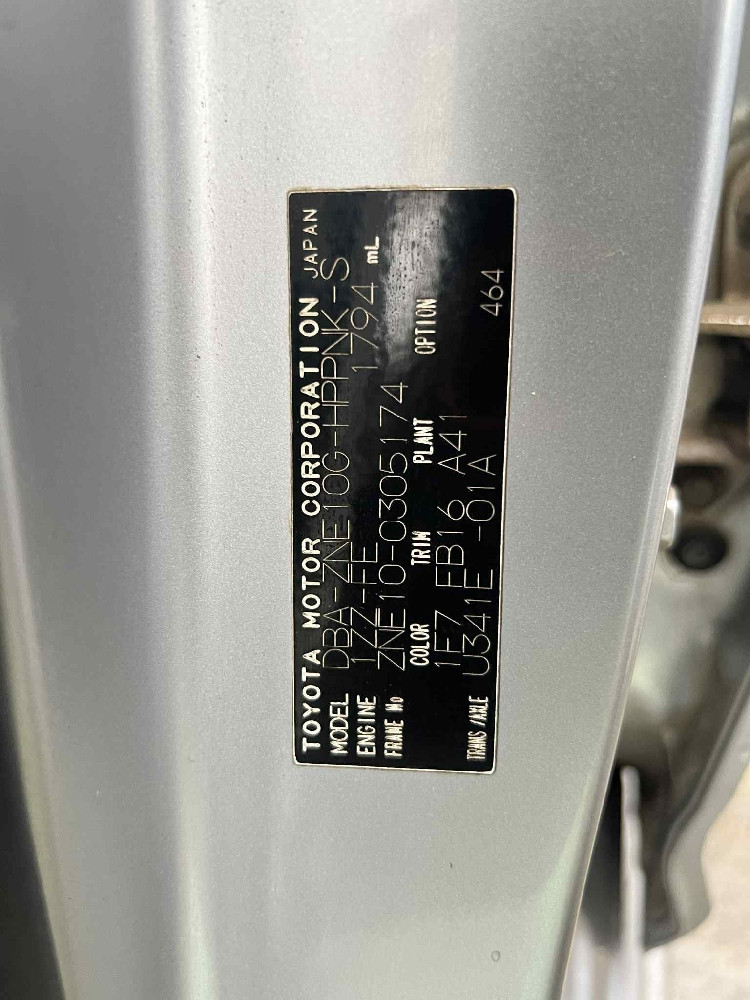 TOYOTA MOTOR CORPORATION JAPAN
MODEL DBA-ZNE10G-HPPNK-S
ENGINE 1ZZ-FE 1794 mL
FRAME No ZNE10-0305174
COLOR TRIM PLANT OPTION
1E7 FB16 A41
TRANS/AXLE U341E -01A 464